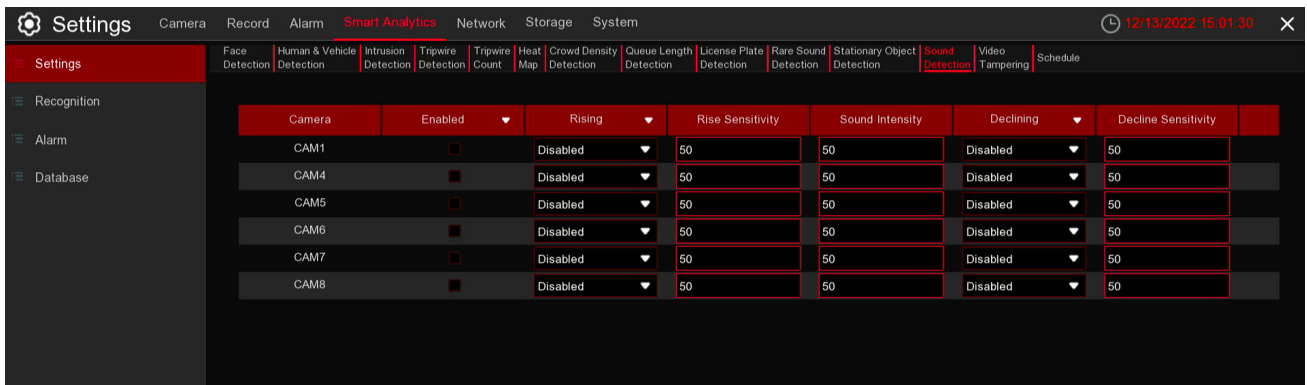 Settings Camera Record Alarm Smart Analytics Network Storage System 12/13/2022 15:01:30
Settings
Recognition
Alarm
Database
Face Detection Human & Vehicle Detection Intrusion Detection Tripwire Detection Tripwire Count Heat Map Crowd Density Detection Queue Length Detection License Plate Detection Rare Sound Detection Stationary Object Detection Sound Detection Video Tampering Schedule
Camera Enabled Rising Rise Sensitivity Sound Intensity Declining Decline Sensitivity
CAM1 Disabled 50 50 Disabled 50
CAM4 Disabled 50 50 Disabled 50
CAM5 Disabled 50 50 Disabled 50
CAM6 Disabled 50 50 Disabled 50
CAM7 Disabled 50 50 Disabled 50
CAM8 Disabled 50 50 Disabled 50